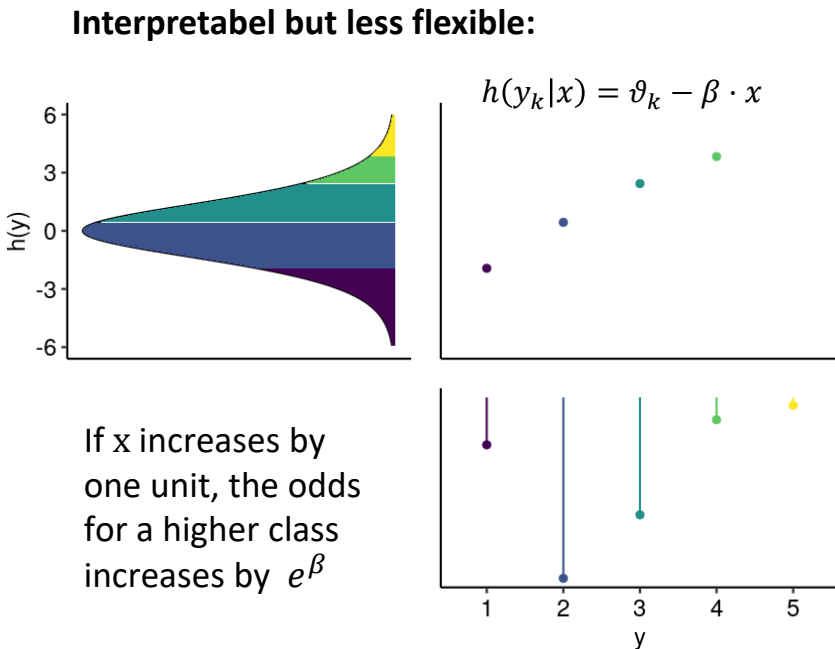 Interpretabel but less flexible:
h(y_k|x) = ϑ_k − β · x
6
3
0
-3
-6
h(y)
If x increases by
one unit, the odds
for a higher class
increases by e^β
1 2 3 4 5
y